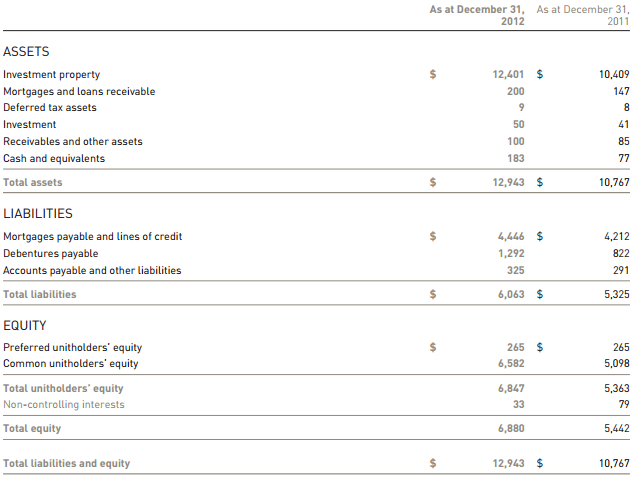 As at December 31, 2012 As at December 31, 2011
ASSETS
Investment property $ 12,401 $ 10,409
Mortgages and loans receivable 200 147
Deferred tax assets 9 8
Investment 50 41
Receivables and other assets 100 85
Cash and equivalents 183 77
Total assets $ 12,943 $ 10,767
LIABILITIES
Mortgages payable and lines of credit $ 4,446 $ 4,212
Debentures payable 1,292 822
Accounts payable and other liabilities 325 291
Total liabilities $ 6,063 $ 5,325
EQUITY
Preferred unitholders' equity $ 265 $ 265
Common unitholders' equity 6,582 5,098
Total unitholders' equity 6,847 5,363
Non-controlling interests 33 79
Total equity 6,880 5,442
Total liabilities and equity $ 12,943 $ 10,767